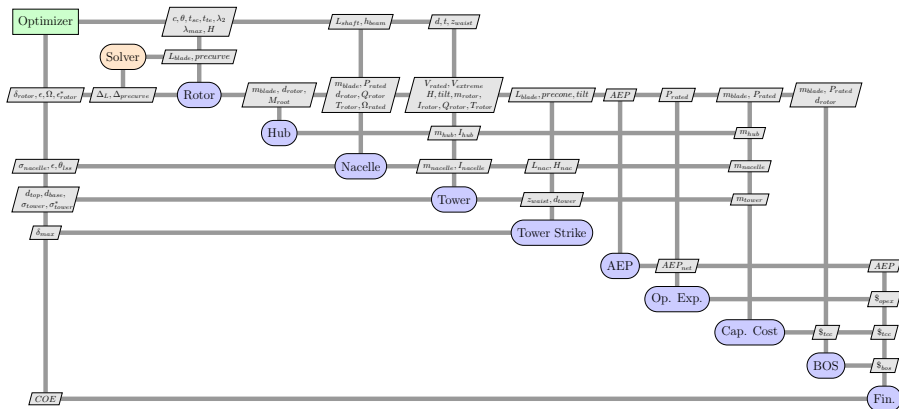 Optimizer
c, θ, t_sc, t_te, λ_2
λ_max, H
L_shaft, h_beam
d, t, z_waist
Solver
L_blade, precurve
δ_rotor, ϵ, Ω, ϵ*_rotor
Δ_L, Δ_precurve
Rotor
m_blade, d_rotor,
M_root
m_blade, P_rated
d_rotor, Q_rotor
T_rotor, Ω_rated
V_rated, V_extreme
H, tilt, m_rotor,
I_rotor, Q_rotor, T_rotor
L_blade, precone, tilt
AEP
P_rated
m_blade, P_rated
m_blade, P_rated
d_rotor
Hub
m_hub, I_hub
m_hub
σ_nacelle, ϵ, θ_lss
Nacelle
m_nacelle, I_nacelle
L_nac, H_nac
m_nacelle
d_top, d_base,
σ_tower, σ*_tower
Tower
z_waist, d_tower
m_tower
δ_max
Tower Strike
AEP
AEP_net
AEP
Op. Exp.
$_opex
Cap. Cost
$_tcc
$_tcc
BOS
$_bos
COE
Fin.